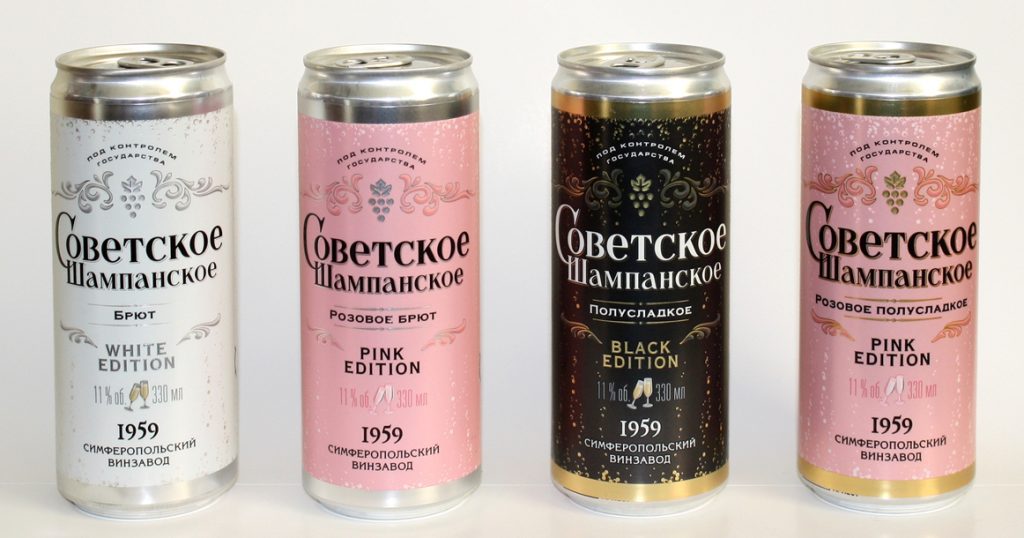 ПОД КОНТРОЛЕМ
ГОСУДАРСТВА
Советское
Шампанское
БРЮТ
WHITE
EDITION
11 % об. 330 мл
1959
СИМФЕРОПОЛЬСКИЙ
ВИНЗАВОД
ПОД КОНТРОЛЕМ
ГОСУДАРСТВА
Советское
Шампанское
РОЗОВОЕ БРЮТ
PINK
EDITION
11 % об. 330 мл
1959
СИМФЕРОПОЛЬСКИЙ
ВИНЗАВОД
ПОД КОНТРОЛЕМ
ГОСУДАРСТВА
Советское
Шампанское
ПОЛУСЛАДКОЕ
BLACK
EDITION
11 % об. 330 мл
1959
СИМФЕРОПОЛЬСКИЙ
ВИНЗАВОД
ПОД КОНТРОЛЕМ
ГОСУДАРСТВА
Советское
Шампанское
РОЗОВОЕ ПОЛУСЛАДКОЕ
PINK
EDITION
11 % об. 330 мл
1959
СИМФЕРОПОЛЬСКИЙ
ВИНЗАВОД